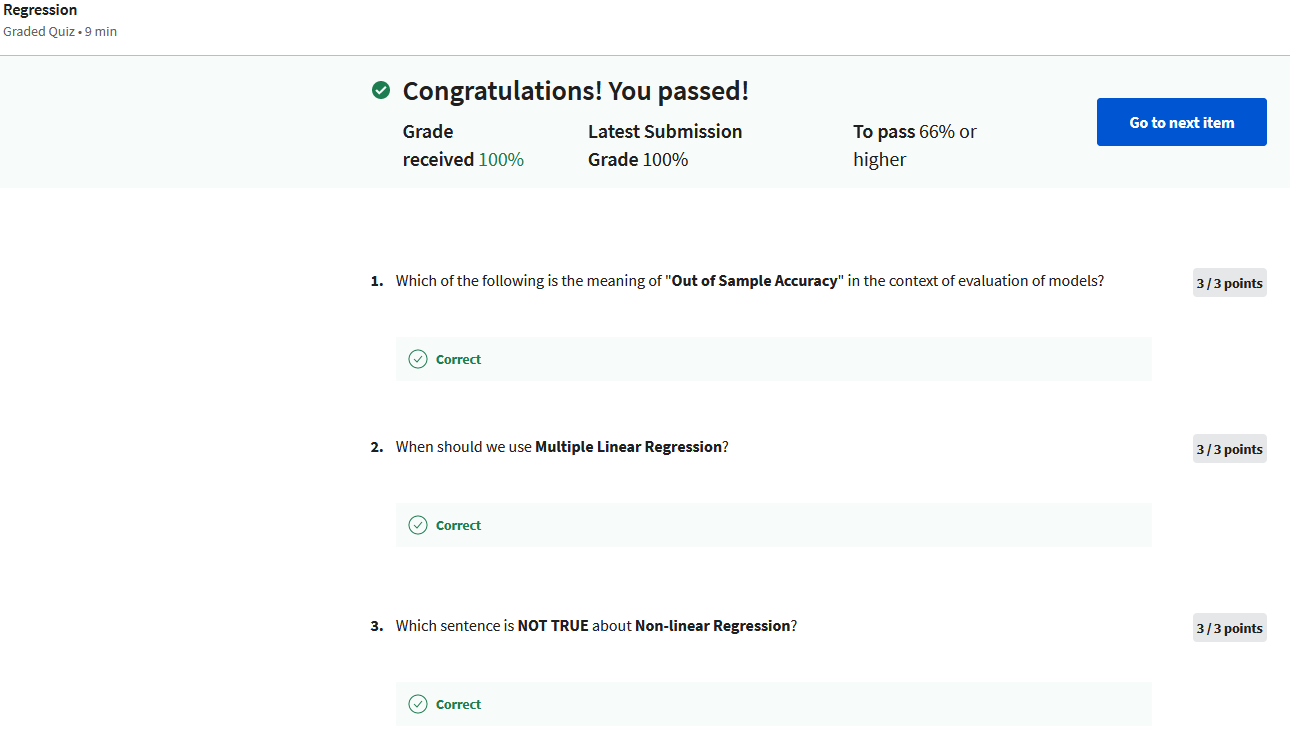 Regression
Graded Quiz • 9 min
Congratulations! You passed!
Grade received 100%
Latest Submission Grade 100%
To pass 66% or higher
Go to next item
1. Which of the following is the meaning of "Out of Sample Accuracy" in the context of evaluation of models?
3 / 3 points
Correct
2. When should we use Multiple Linear Regression?
3 / 3 points
Correct
3. Which sentence is NOT TRUE about Non-linear Regression?
3 / 3 points
Correct